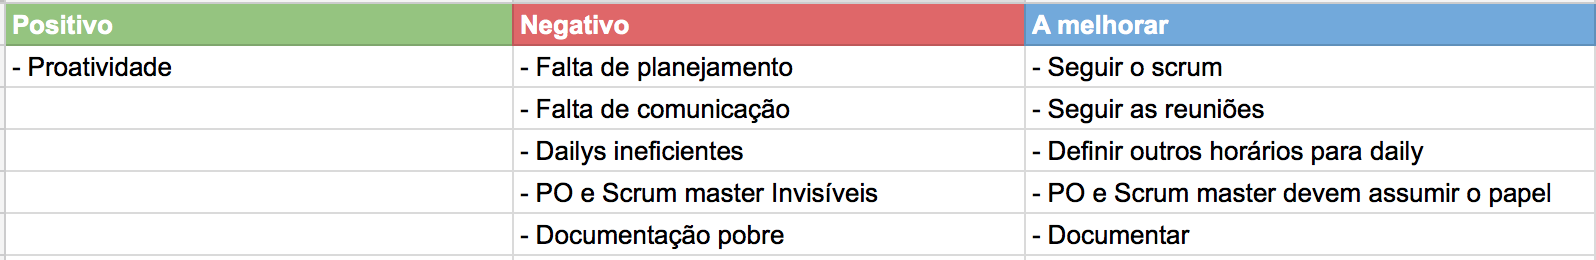 Positivo Negativo A melhorar
- Proatividade - Falta de planejamento - Seguir o scrum
- Falta de comunicação - Seguir as reuniões
- Dailys ineficientes - Definir outros horários para daily
- PO e Scrum master Invisíveis - PO e Scrum master devem assumir o papel
- Documentação pobre - Documentar